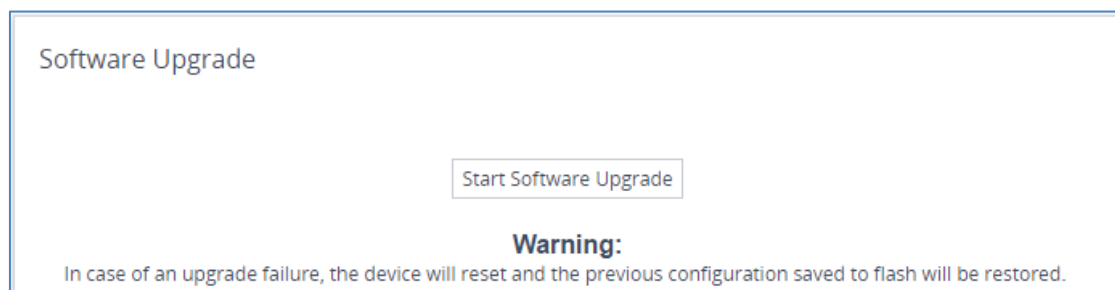 Software Upgrade
Start Software Upgrade
Warning:
In case of an upgrade failure, the device will reset and the previous configuration saved to flash will be restored.